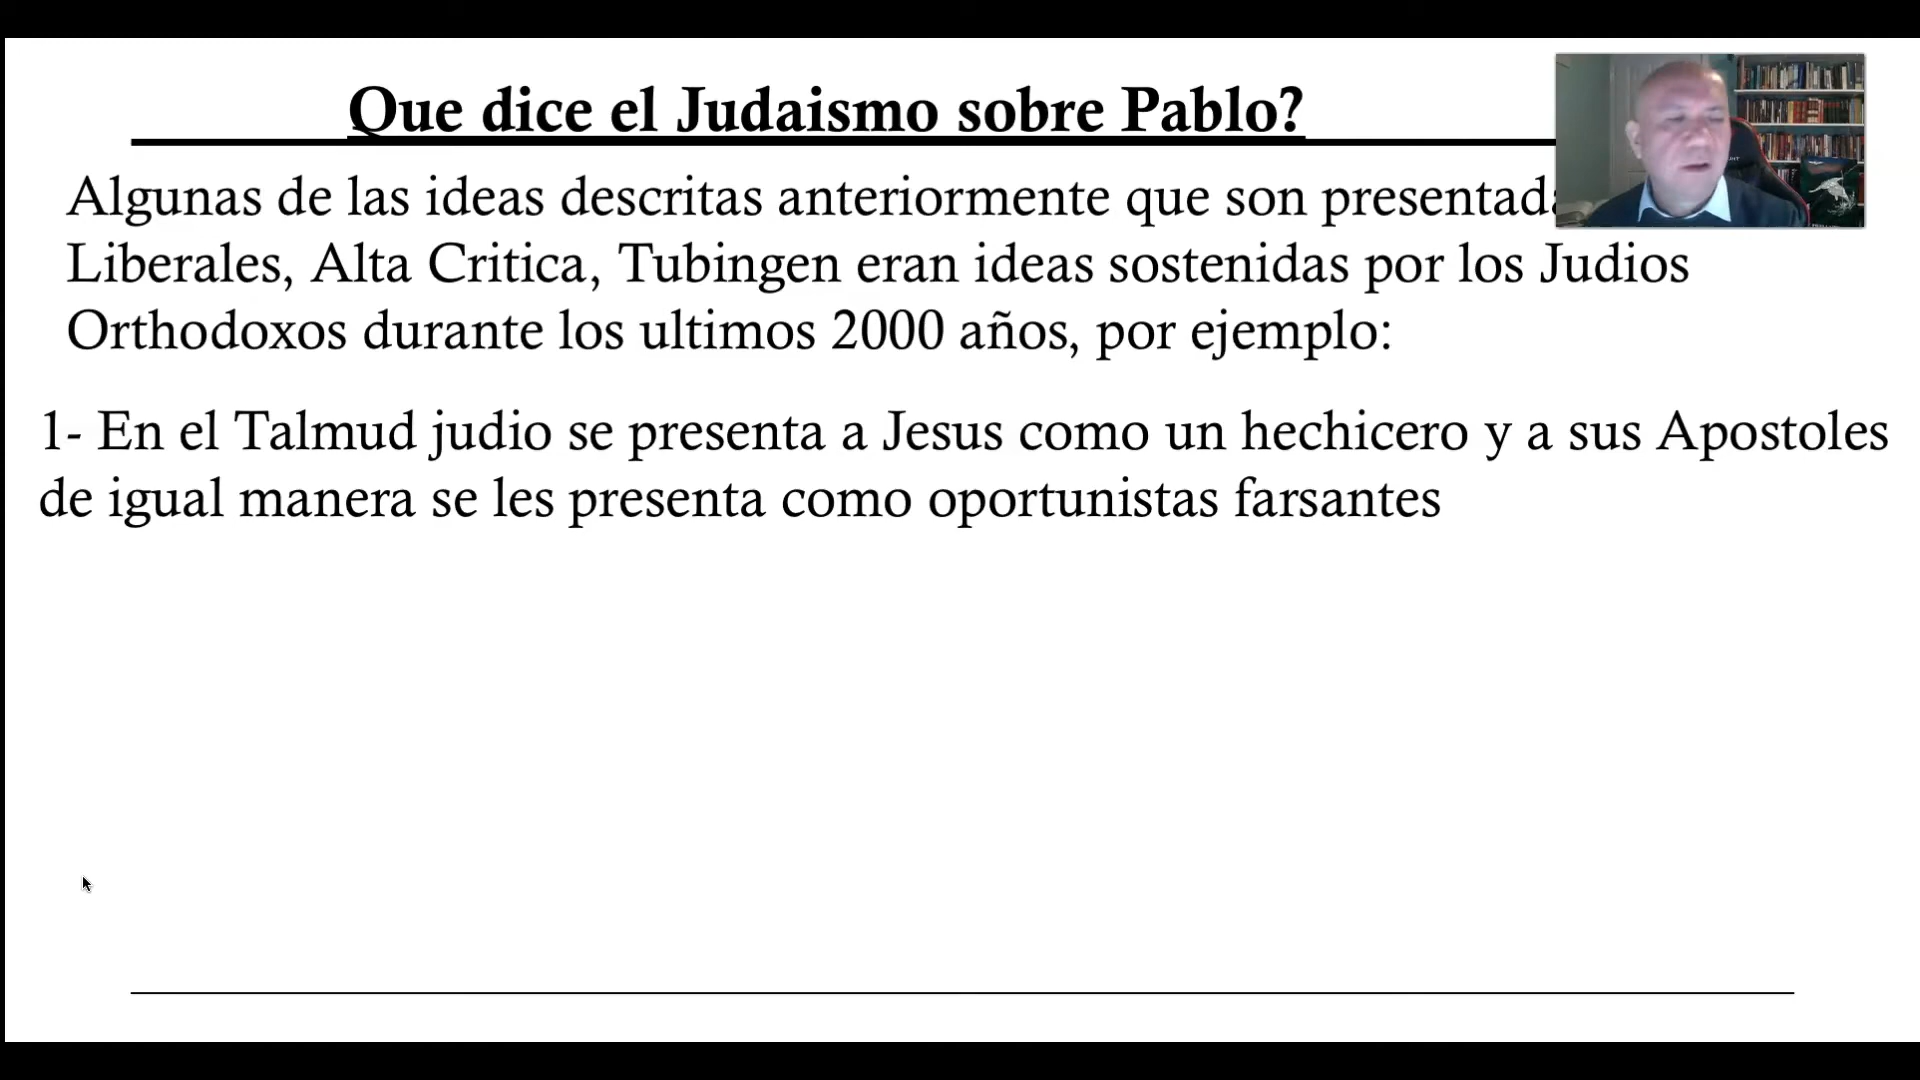 Que dice el Judaismo sobre Pablo?
Algunas de las ideas descritas anteriormente que son
Liberales, Alta Critica, Tubingen eran ideas sostenidas por los Judios
Orthodoxos durante los ultimos 2000 años, por ejemplo:
1- En el Talmud judio se presenta a Jesus como un hechicero y a sus Apostoles
de igual manera se les presenta como oportunistas farsantes